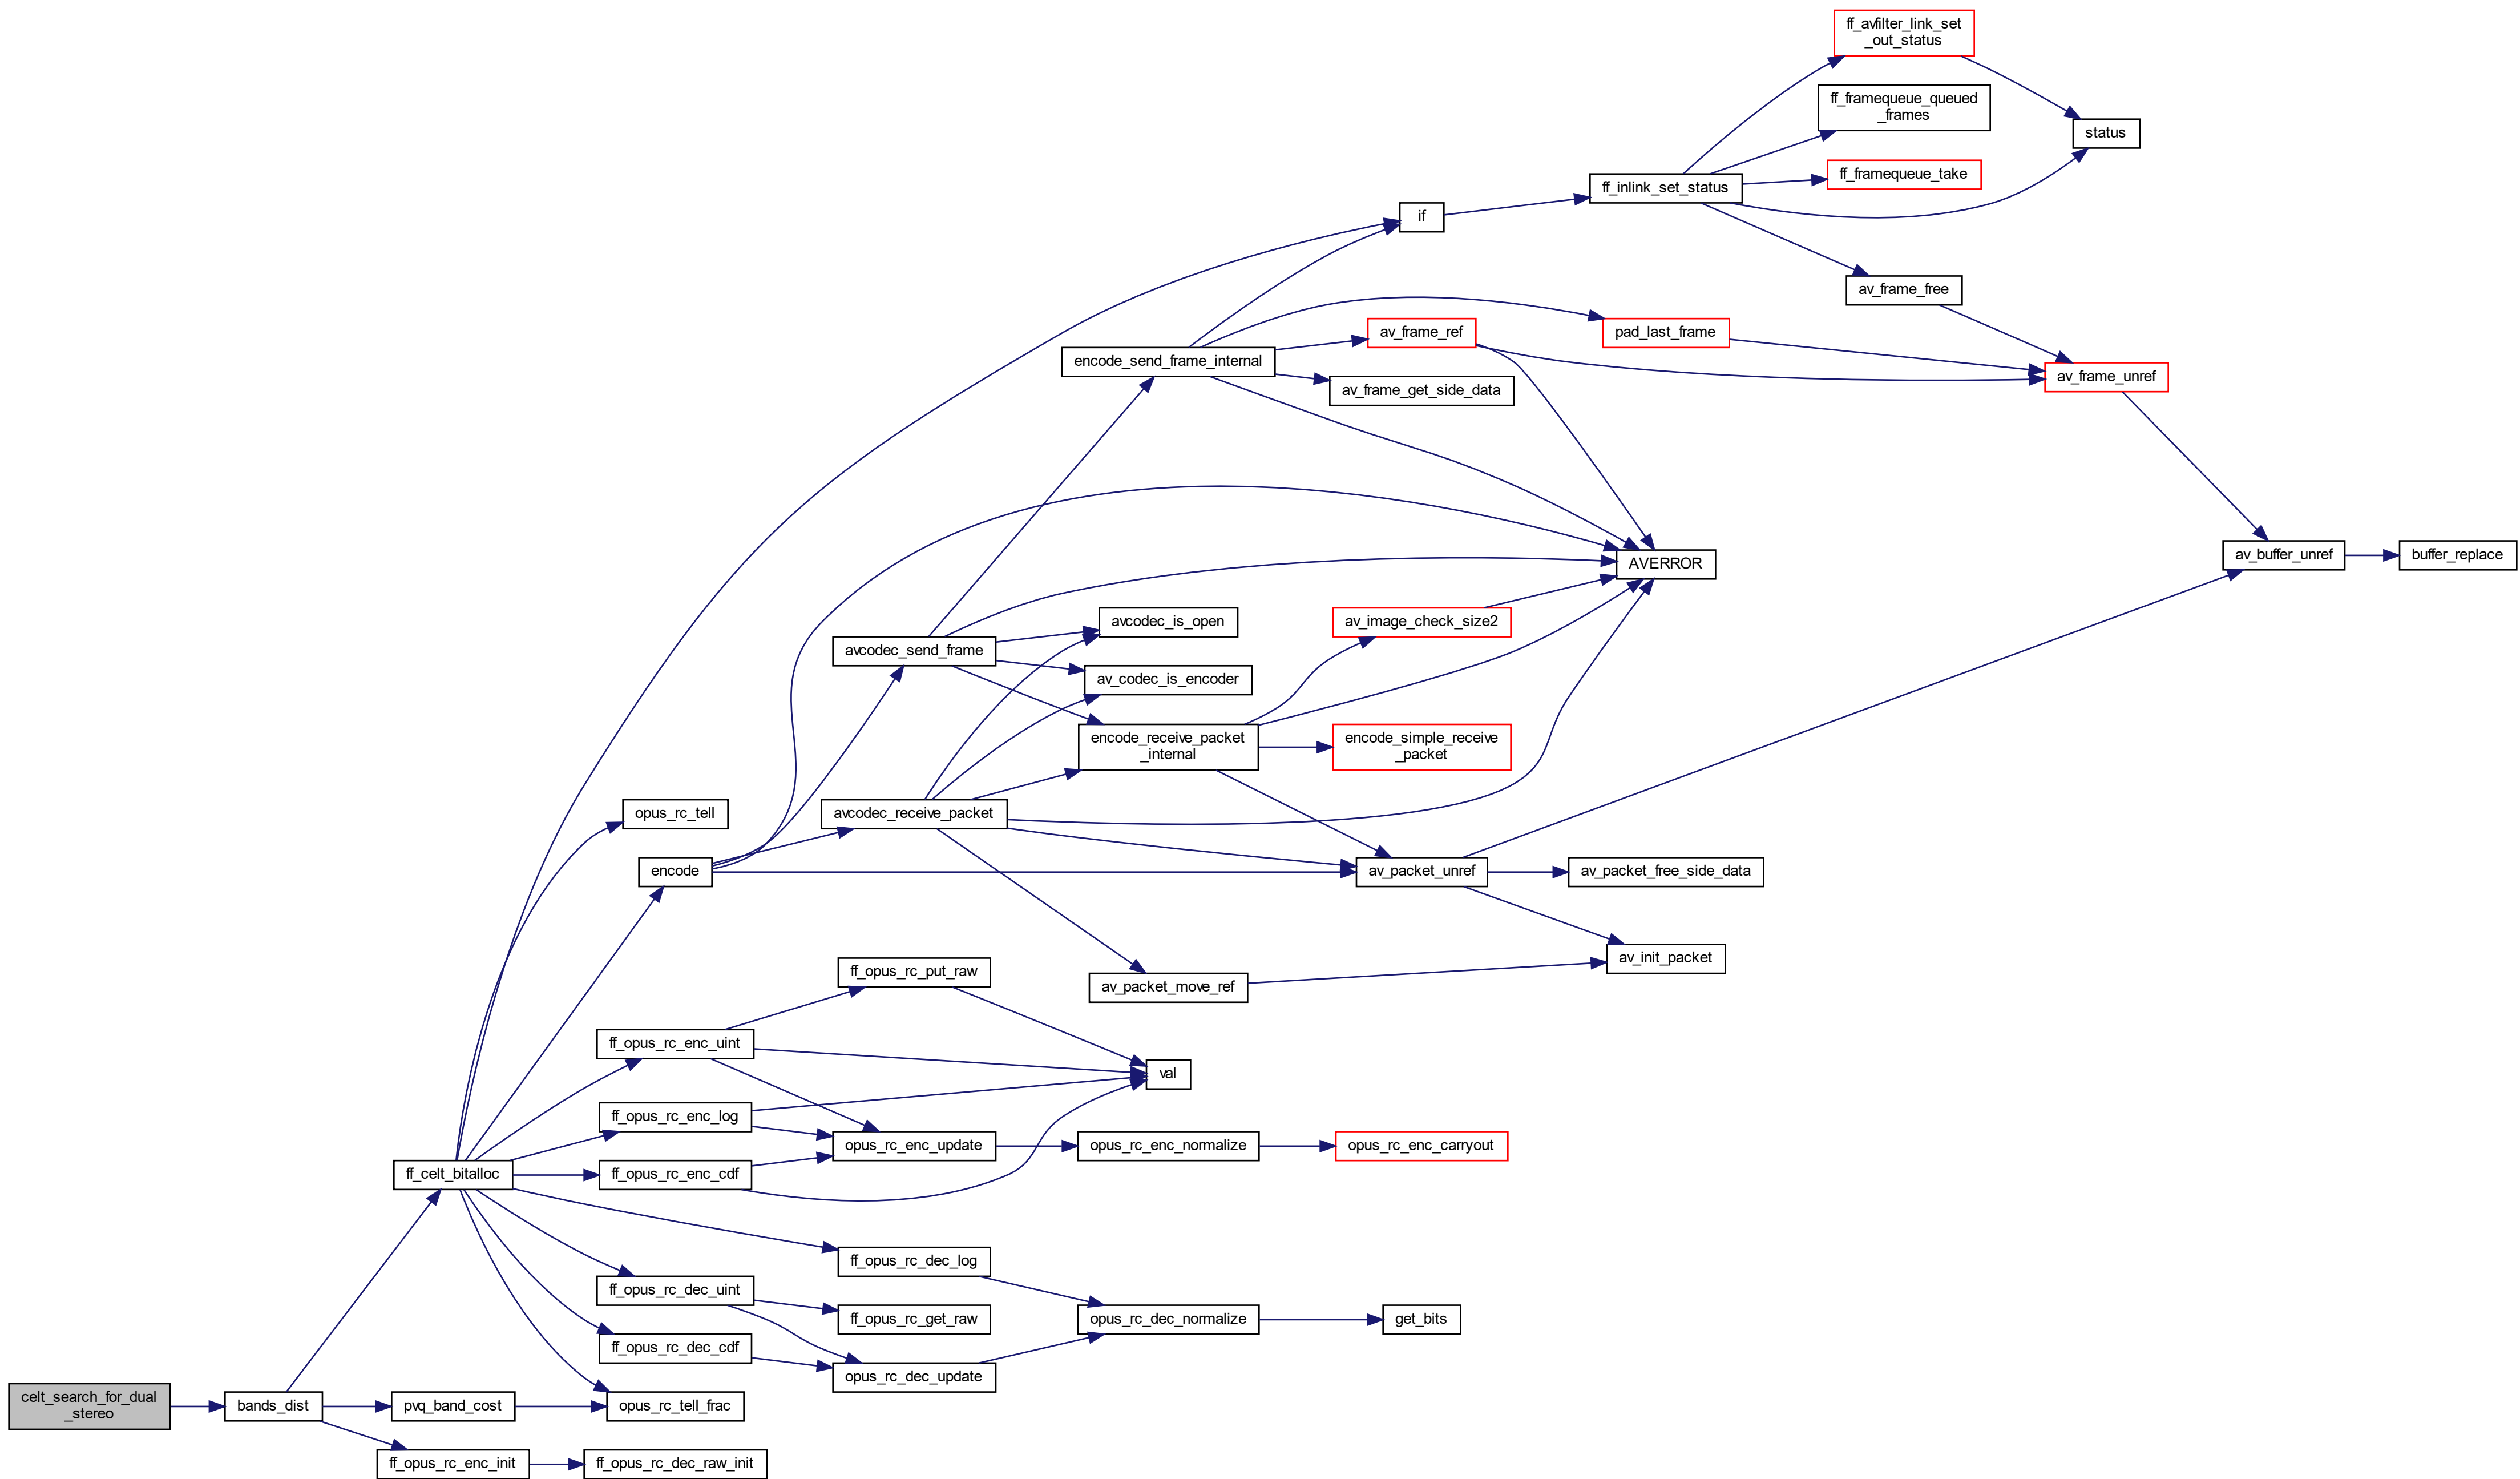 ff_avfilter_link_set
_out_status
ff_framequeue_queued
_frames
status
ff_framequeue_take
ff_inlink_set_status
if
av_frame_free
av_frame_ref
pad_last_frame
encode_send_frame_internal
av_frame_unref
av_frame_get_side_data
av_buffer_unref
buffer_replace
AVERROR
avcodec_is_open
av_image_check_size2
avcodec_send_frame
av_codec_is_encoder
encode_receive_packet
_internal
encode_simple_receive
_packet
opus_rc_tell
avcodec_receive_packet
encode
av_packet_unref
av_packet_free_side_data
av_init_packet
ff_opus_rc_put_raw
av_packet_move_ref
ff_opus_rc_enc_uint
val
ff_opus_rc_enc_log
opus_rc_enc_update
opus_rc_enc_normalize
opus_rc_enc_carryout
ff_celt_bitalloc
ff_opus_rc_enc_cdf
ff_opus_rc_dec_log
ff_opus_rc_dec_uint
ff_opus_rc_get_raw
opus_rc_dec_normalize
get_bits
ff_opus_rc_dec_cdf
opus_rc_dec_update
celt_search_for_dual
_stereo
bands_dist
pvq_band_cost
opus_rc_tell_frac
ff_opus_rc_enc_init
ff_opus_rc_dec_raw_init